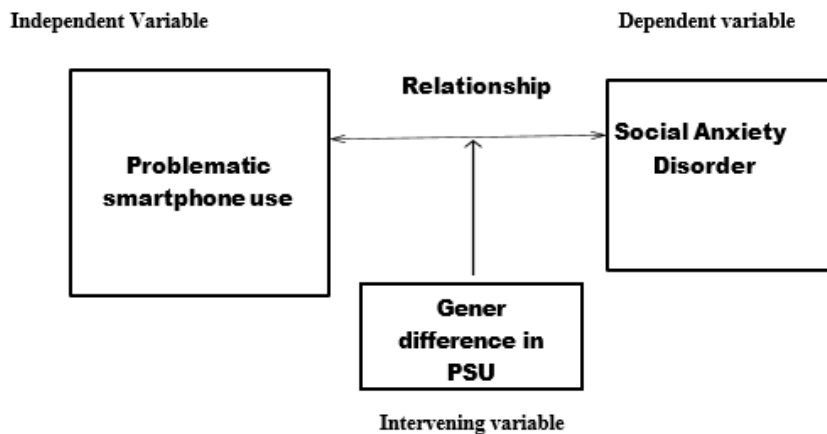 Independent Variable
Dependent variable
Relationship
Problematic
smartphone use
Social Anxiety
Disorder
Gener
difference in
PSU
Intervening variable